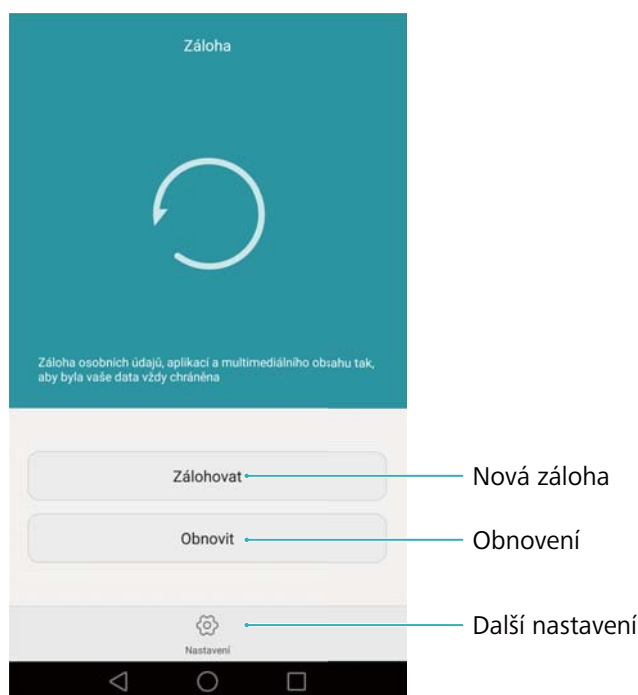 Záloha
Záloha osobních údajů, aplikací a multimediálního obsahu tak,
aby byla vaše data vždy chráněna
Zálohovat
Nová záloha
Obnovit
Obnovení
Další nastavení
Nastavení